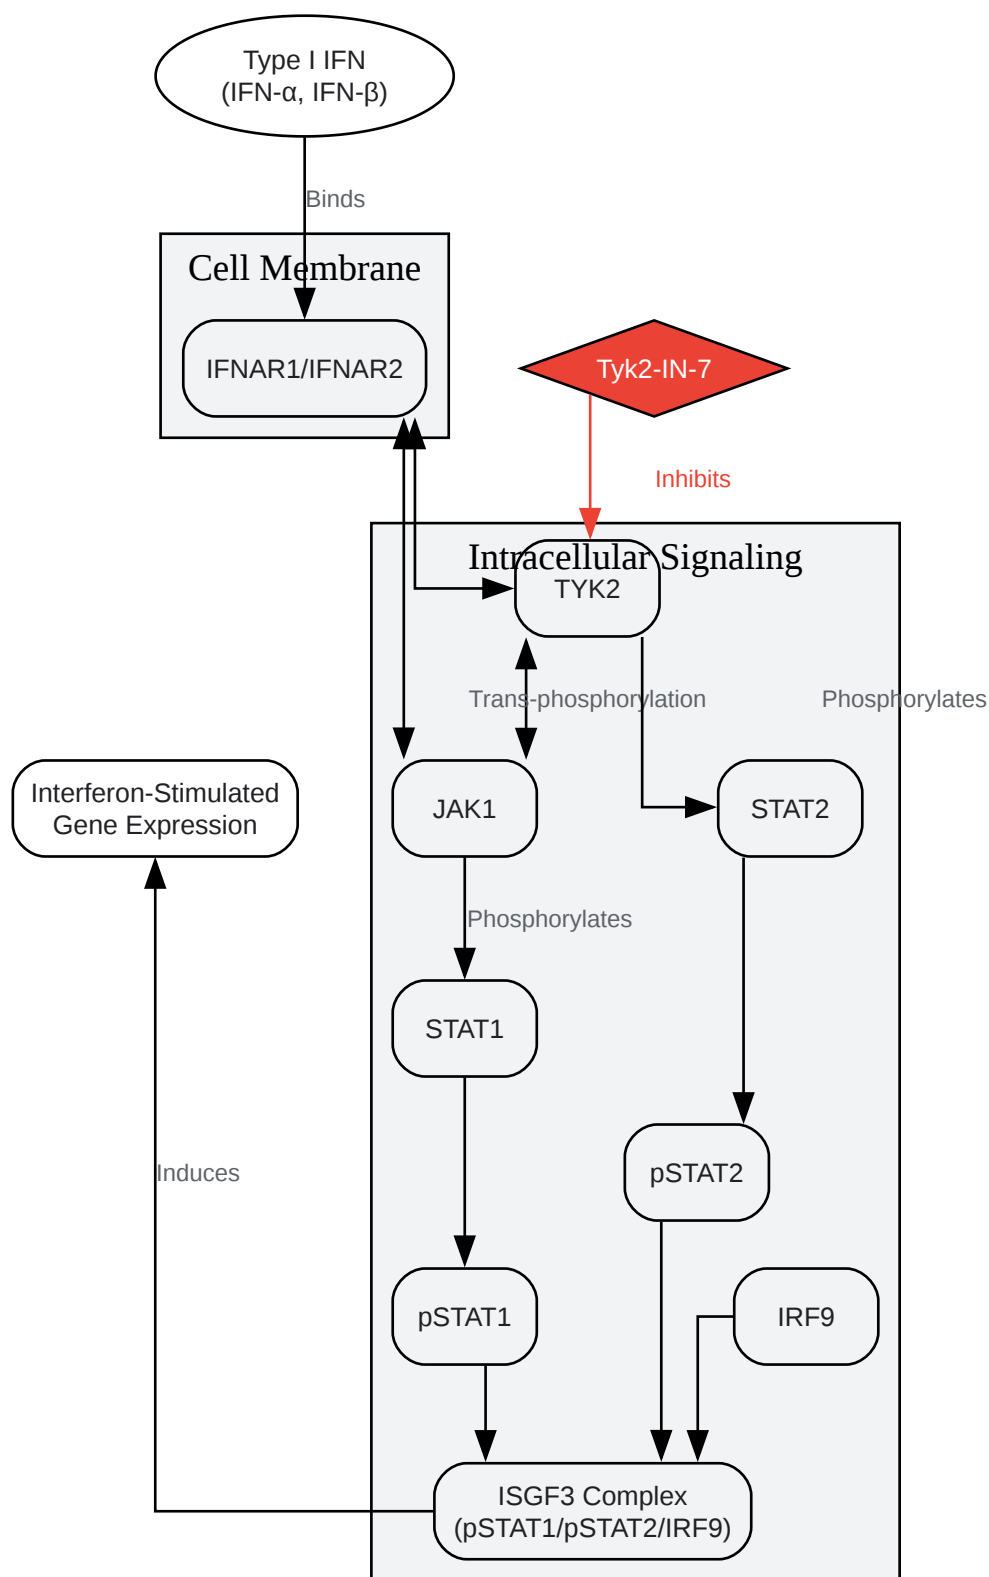 Type I IFN
(IFN-α, IFN-β)
Binds
Cell Membrane
IFNAR1/IFNAR2
Tyk2-IN-7
Inhibits
Intracellular Signaling
TYK2
Trans-phosphorylation
Phosphorylates
Interferon-Stimulated
Gene Expression
JAK1
STAT2
Phosphorylates
STAT1
Induces
pSTAT2
pSTAT1
IRF9
ISGF3 Complex
(pSTAT1/pSTAT2/IRF9)